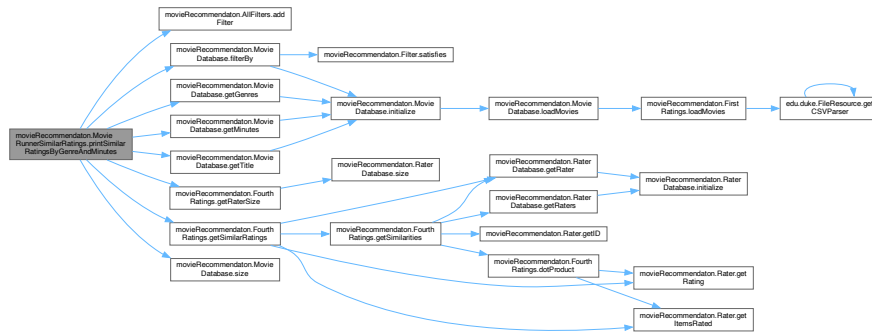 movieRecommendaton.AllFilters.add
Filter
movieRecommendaton.Movie
Database.filterBy
movieRecommendaton.Filter.satisfies
movieRecommendaton.Movie
Database.getGenres
movieRecommendaton.Movie
Database.initialize
movieRecommendaton.Movie
Database.loadMovies
movieRecommendaton.First
Ratings.loadMovies
edu.duke.FileResource.get
CSVParser
movieRecommendaton.Movie
Database.getMinutes
movieRecommendaton.Movie
RunnerSimilarRatings.printSimilar
RatingsByGenreAndMinutes
movieRecommendaton.Movie
Database.getTitle
movieRecommendaton.Rater
Database.size
movieRecommendaton.Rater
Database.getRater
movieRecommendaton.Rater
Database.initialize
movieRecommendaton.Fourth
Ratings.getRaterSize
movieRecommendaton.Rater
Database.getRaters
movieRecommendaton.Fourth
Ratings.getSimilarRatings
movieRecommendaton.Fourth
Ratings.getSimilarities
movieRecommendaton.Rater.getID
movieRecommendaton.Movie
Database.size
movieRecommendaton.Fourth
Ratings.dotProduct
movieRecommendaton.Rater.get
Rating
movieRecommendaton.Rater.get
ItemsRated